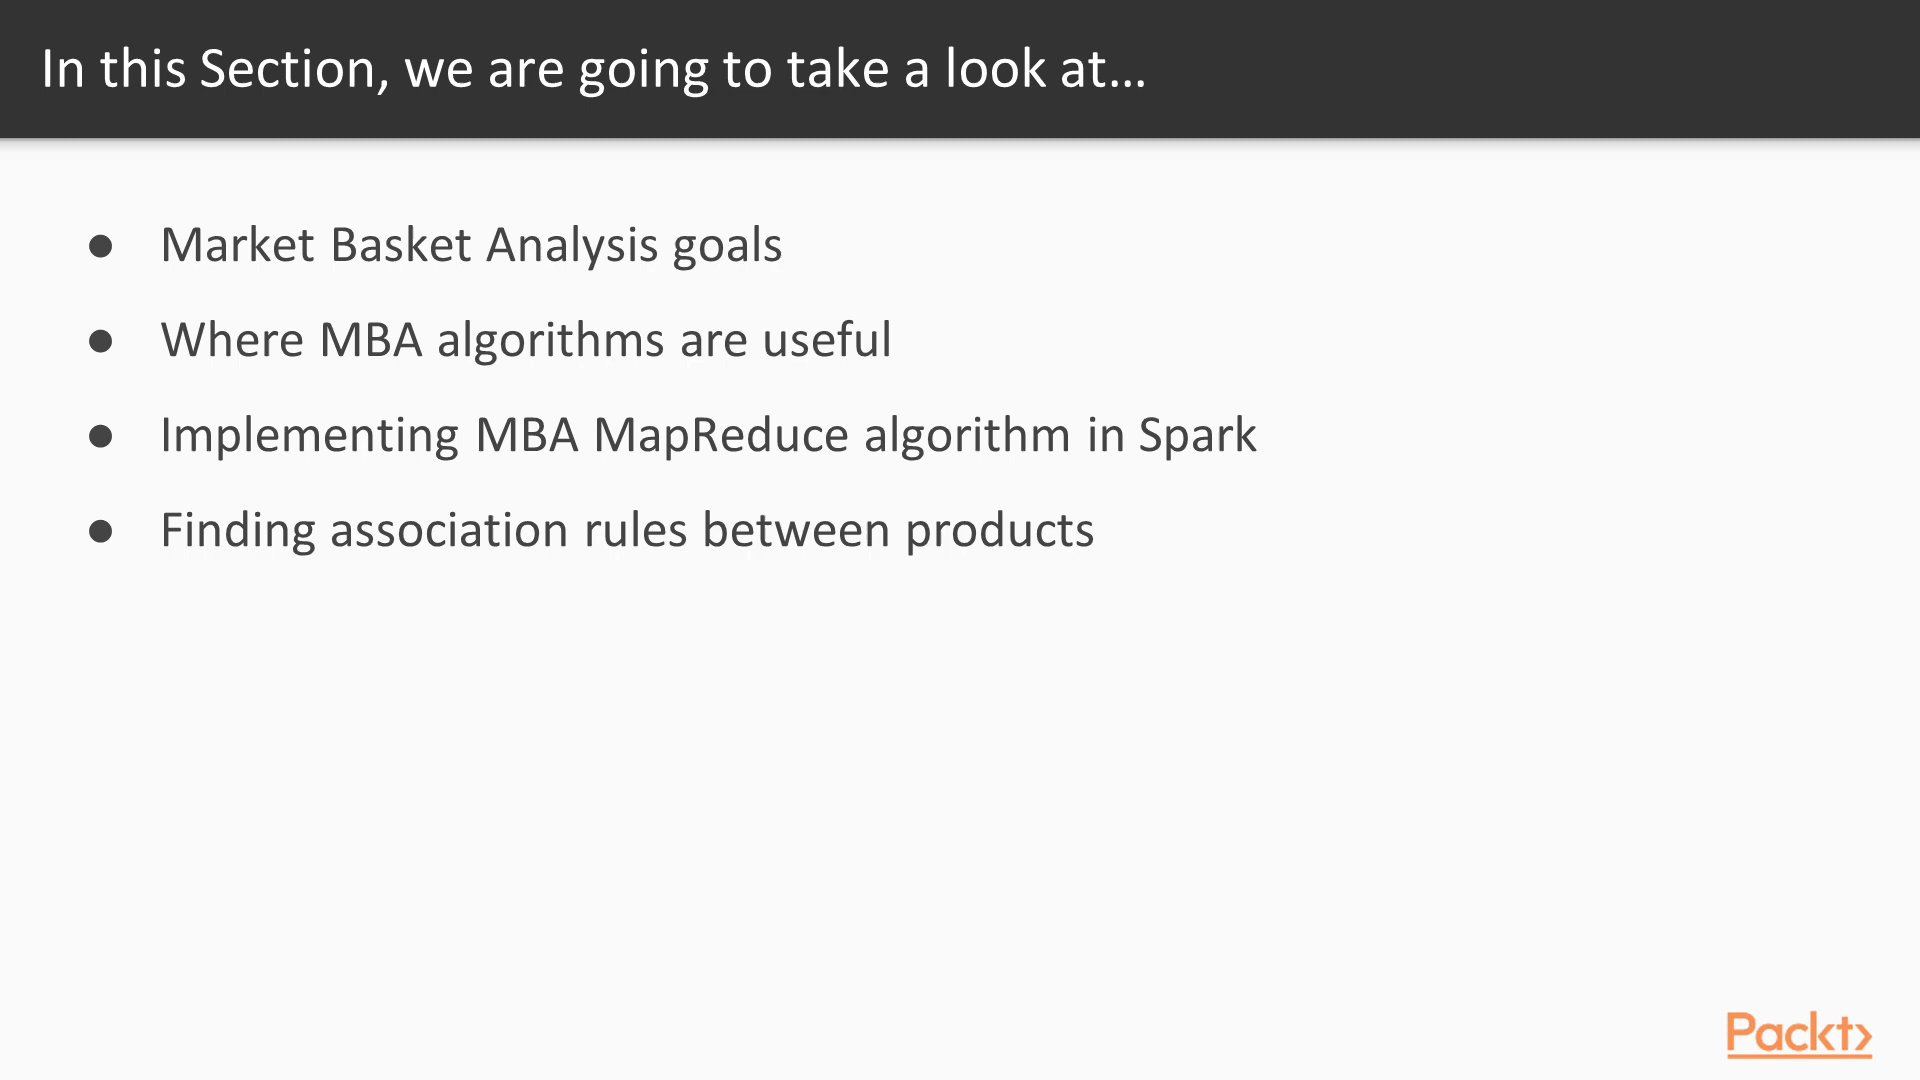 In this Section, we are going to take a look at…
● Market Basket Analysis goals
● Where MBA algorithms are useful
● Implementing MBA MapReduce algorithm in Spark
● Finding association rules between products
Packt>